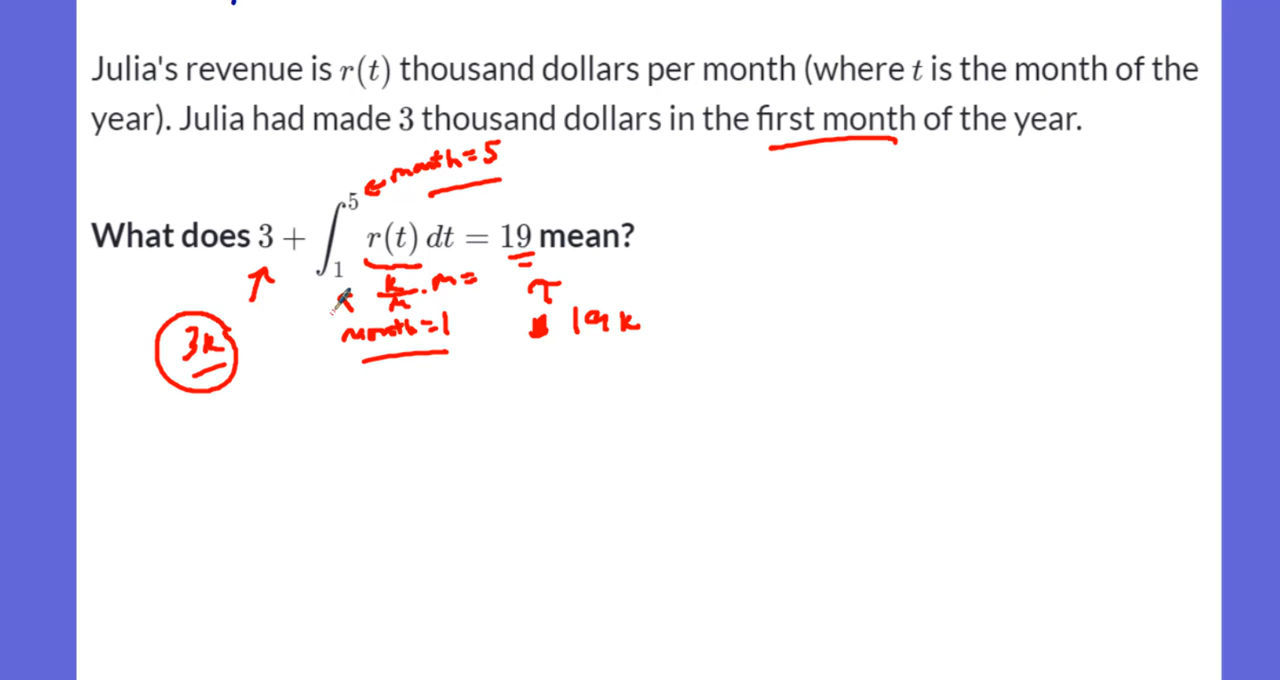 Julia's revenue is r(t) thousand dollars per month (where t is the month of the
year). Julia had made 3 thousand dollars in the first month of the year.
month=5
What does 3 + ∫₁⁵ r(t) dt = 19 mean?
k/m · m =
month=1
19k
3k